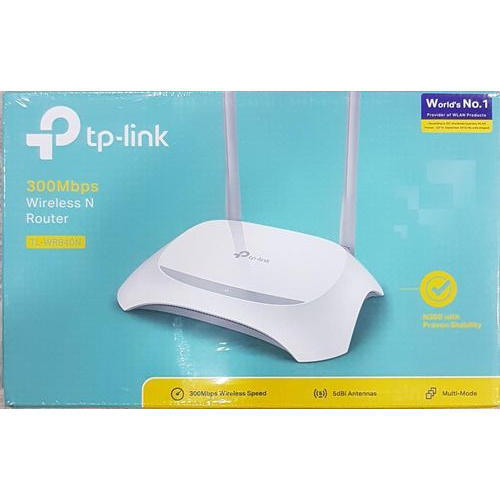 tp-link
World's No.1
Provider of WLAN Products
300Mbps
Wireless N
Router
TL-WR840N
tp-link
N300 with
Proven Stability
300Mbps Wireless Speed
5dBi Antennas
Multi-Mode